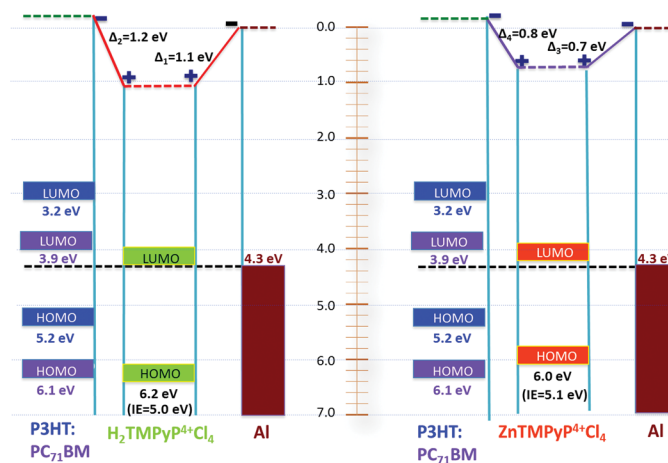 Δ₂=1.2 eV
Δ₁=1.1 eV
LUMO
3.2 eV
LUMO
3.9 eV
LUMO
4.3 eV
HOMO
5.2 eV
HOMO
6.1 eV
HOMO
6.2 eV
(IE=5.0 eV)
P3HT:
PC₇₁BM
H₂TMPyP⁴⁺Cl₄
Al
0.0
1.0
2.0
3.0
4.0
5.0
6.0
7.0
Δ₄=0.8 eV
Δ₃=0.7 eV
LUMO
3.2 eV
LUMO
3.9 eV
LUMO
4.3 e
HOMO
5.2 eV
HOMO
6.1 eV
HOMO
6.0 eV
(IE=5.1 eV)
P3HT:
PC₇₁BM
ZnTMPyP⁴⁺Cl₄
Al